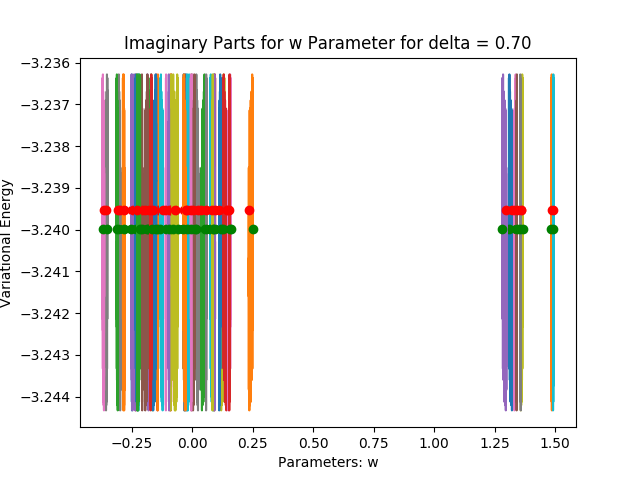 Imaginary Parts for w Parameter for delta = 0.70
−3.236
−3.237
−3.238
−3.239
−3.240
−3.241
−3.242
−3.243
−3.244
Variational Energy
−0.25 0.00 0.25 0.50 0.75 1.00 1.25 1.50
Parameters: w